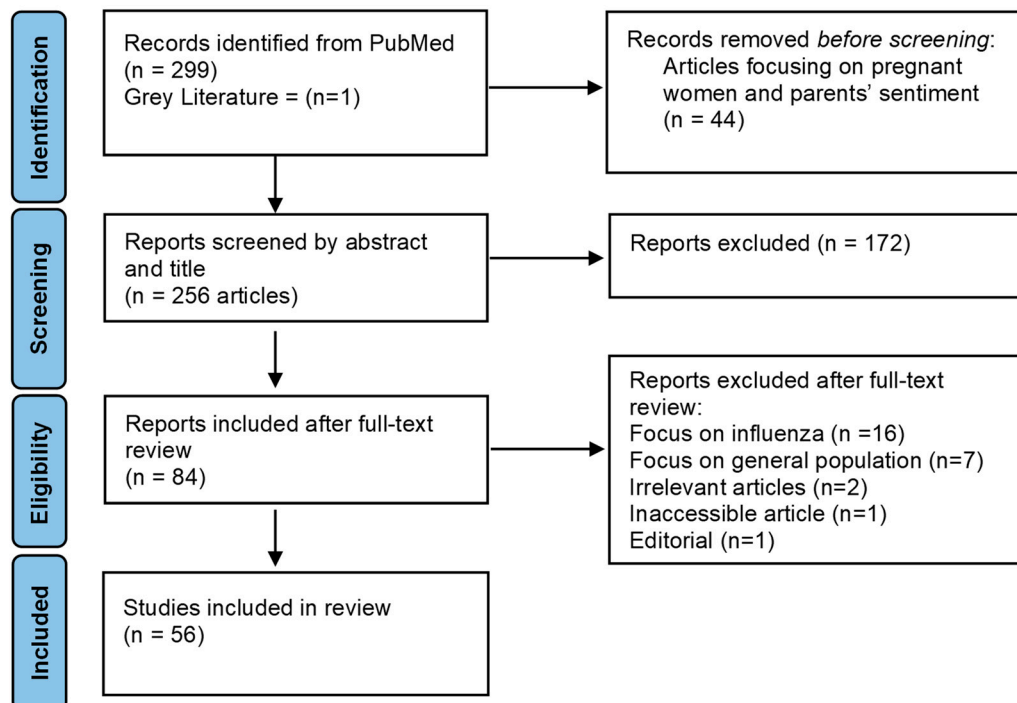 Identification
Records identified from PubMed
(n = 299)
Grey Literature = (n=1)
Records removed before screening:
Articles focusing on pregnant
women and parents’ sentiment
(n = 44)
Screening
Reports screened by abstract
and title
(n = 256 articles)
Reports excluded (n = 172)
Eligibility
Reports included after full-text
review
(n = 84)
Reports excluded after full-text
review:
Focus on influenza (n =16)
Focus on general population (n=7)
Irrelevant articles (n=2)
Inaccessible article (n=1)
Editorial (n=1)
Included
Studies included in review
(n = 56)